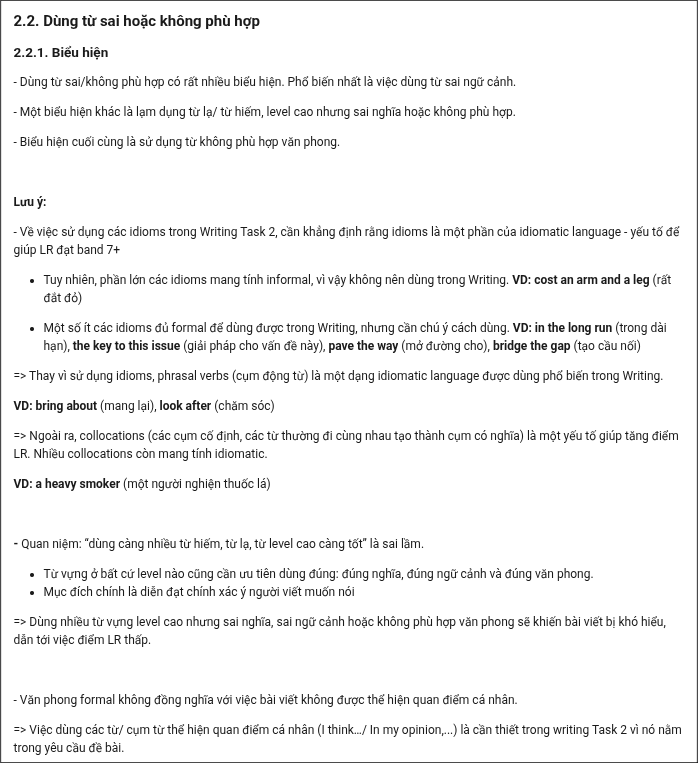 2.2. Dùng từ sai hoặc không phù hợp
2.2.1. Biểu hiện
- Dùng từ sai/không phù hợp có rất nhiều biểu hiện. Phổ biến nhất là việc dùng từ sai ngữ cảnh.
- Một biểu hiện khác là lạm dụng từ lạ/ từ hiếm, level cao nhưng sai nghĩa hoặc không phù hợp.
- Biểu hiện cuối cùng là sử dụng từ không phù hợp văn phong.
Lưu ý:
- Về việc sử dụng các idioms trong Writing Task 2, cần khẳng định rằng idioms là một phần của idiomatic language - yếu tố để
giúp LR đạt band 7+
• Tuy nhiên, phần lớn các idioms mang tính informal, vì vậy không nên dùng trong Writing. VD: cost an arm and a leg (rất
đắt đỏ)
• Một số ít các idioms đủ formal để dùng được trong Writing, nhưng cần chú ý cách dùng. VD: in the long run (trong dài
hạn), the key to this issue (giải pháp cho vấn đề này), pave the way (mở đường cho), bridge the gap (tạo cầu nối)
=> Thay vì sử dụng idioms, phrasal verbs (cụm động từ) là một dạng idiomatic language được dùng phổ biến trong Writing.
VD: bring about (mang lại), look after (chăm sóc)
=> Ngoài ra, collocations (các cụm cố định, các từ thường đi cùng nhau tạo thành cụm có nghĩa) là một yếu tố giúp tăng điểm
LR. Nhiều collocations còn mang tính idiomatic.
VD: a heavy smoker (một người nghiện thuốc lá)
- Quan niệm: “dùng càng nhiều từ hiếm, từ lạ, từ level cao càng tốt” là sai lầm.
• Từ vựng ở bất cứ level nào cũng cần ưu tiên dùng đúng: đúng nghĩa, đúng ngữ cảnh và đúng văn phong.
• Mục đích chính là diễn đạt chính xác ý người viết muốn nói
=> Dùng nhiều từ vựng level cao nhưng sai nghĩa, sai ngữ cảnh hoặc không phù hợp văn phong sẽ khiến bài viết bị khó hiểu,
dẫn tới việc điểm LR thấp.
- Văn phong formal không đồng nghĩa với việc bài viết không được thể hiện quan điểm cá nhân.
=> Việc dùng các từ/ cụm từ thể hiện quan điểm cá nhân (I think…/ In my opinion,...) là cần thiết trong writing Task 2 vì nó nằm
trong yêu cầu đề bài.